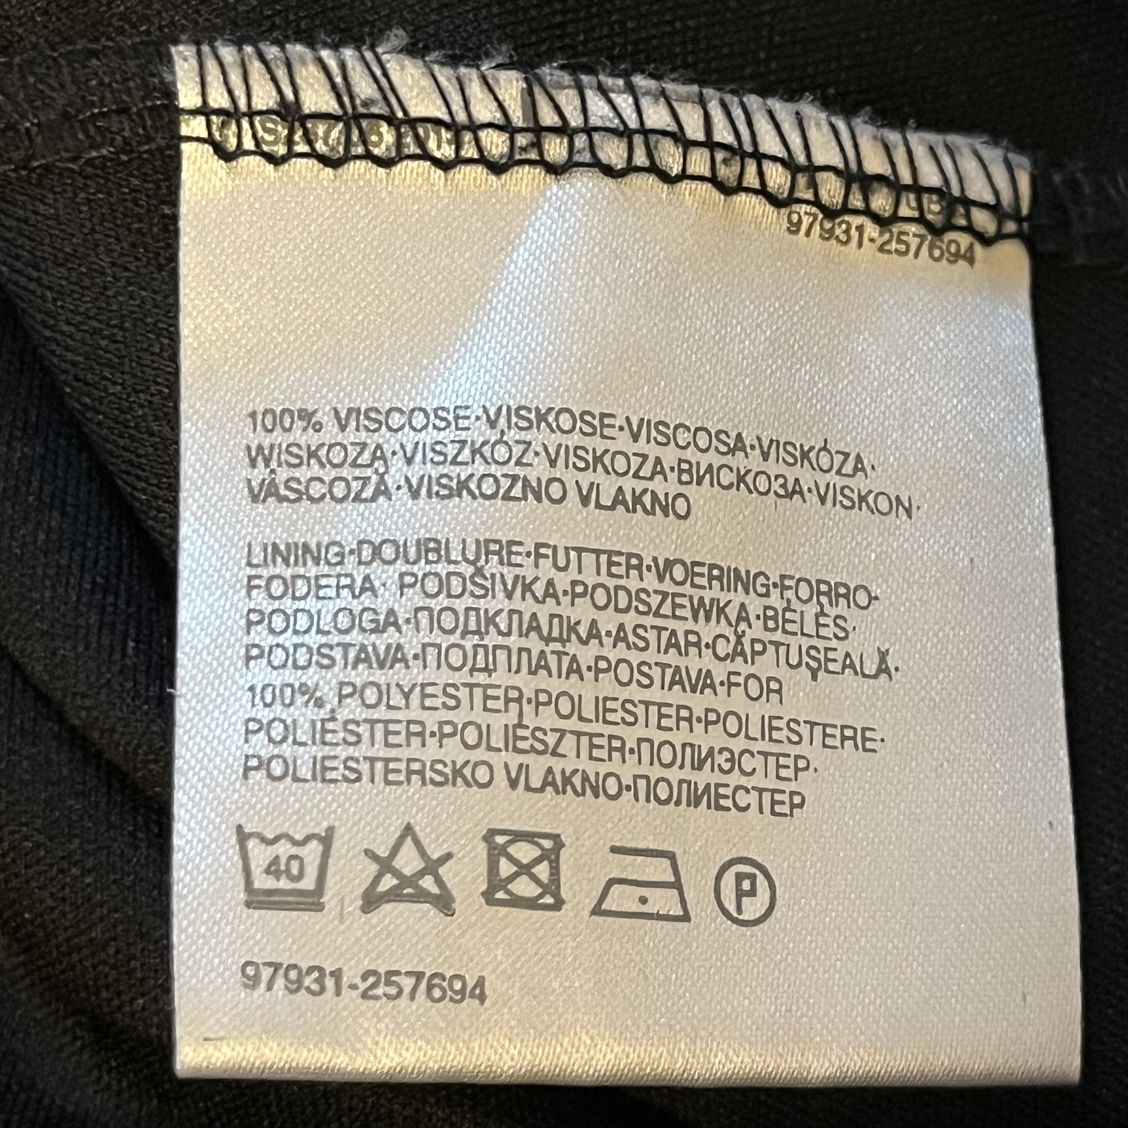 97931-257694
100% VISCOSE·VISKOSE·VISCOSA·VISKÓZA·
WISKOZA·VISZKÓZ·VISKOZA·ВИСКОЗА·VISKON·
VÂSCOZĂ·VISKOZNO VLAKNO
LINING·DOUBLURE·FUTTER·VOERING·FORRO·
FODERA· PODŠIVKA·PODSZEWKA·BÉLÉS·
PODLOGA·ПОДКЛАДКА·ASTAR·CĂPTUŞEALĂ·
PODSTAVA·ПОДПЛАТА·POSTAVA·FOR
100% POLYESTER·POLIESTER·POLIESTERE·
POLIÉSTER·POLIÉSZTER·ПОЛИЭСТЕР·
POLIESTERSKO VLAKNO·ПОЛИЕСТЕР
40
P
97931-257694